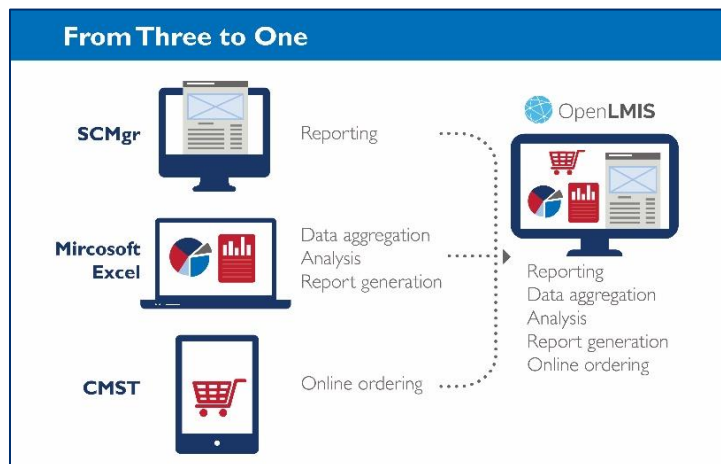 From Three to One
SCMgr
Reporting
Mircosoft
Excel
Data aggregation
Analysis
Report generation
CMST
Online ordering
OpenLMIS
Reporting
Data aggregation
Analysis
Report generation
Online ordering